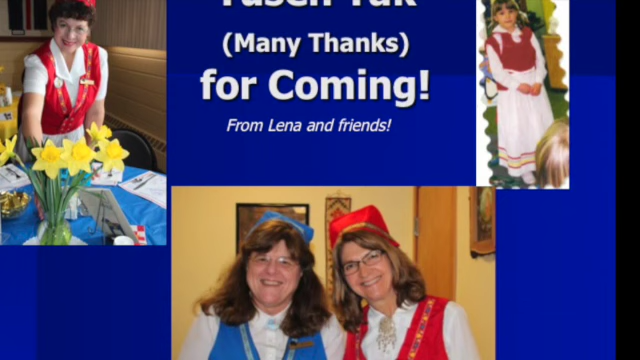 Tusen Tak
(Many Thanks)
for Coming!
From Lena and friends!